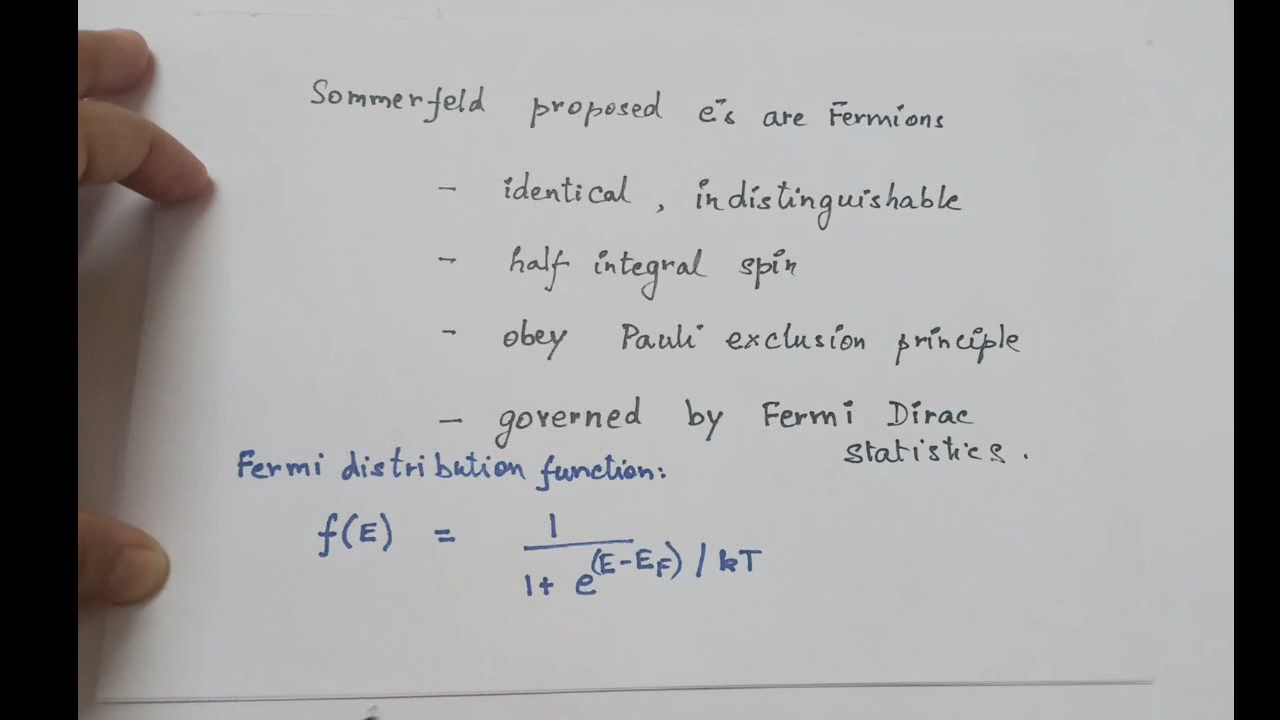 Sommerfeld proposed e⁻s are Fermions
- identical, indistinguishable
- half integral spin
- obey Pauli exclusion principle
- governed by Fermi Dirac
statistics.
Fermi distribution function:
f(E) = 1 / (1 + e^(E-E_F)/kT)